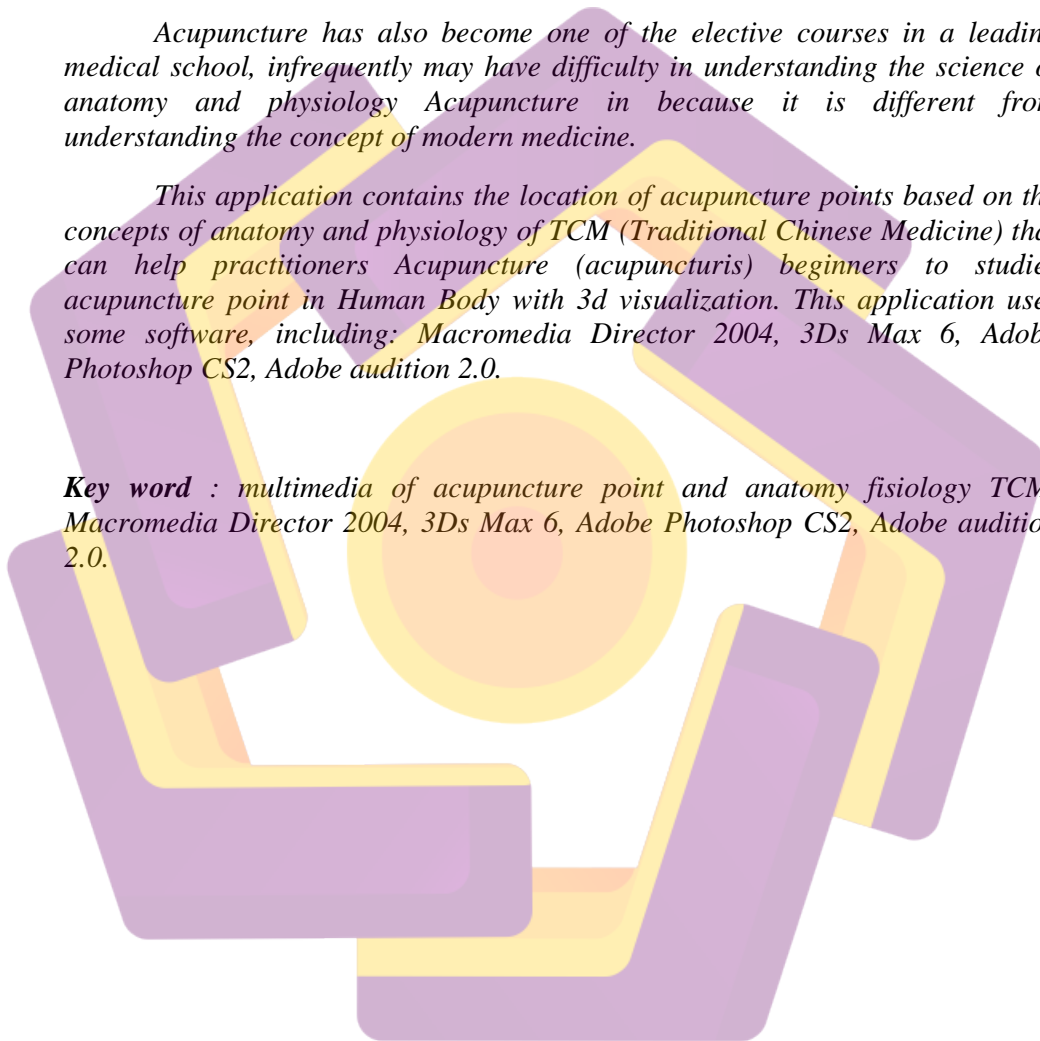 Acupuncture has also become one of the elective courses in a leadin
medical school, infrequently may have difficulty in understanding the science o
anatomy and physiology Acupuncture in because it is different fro
understanding the concept of modern medicine.
This application contains the location of acupuncture points based on th
concepts of anatomy and physiology of TCM (Traditional Chinese Medicine) tha
can help practitioners Acupuncture (acupuncturis) beginners to studie
acupuncture point in Human Body with 3d visualization. This application use
some software, including: Macromedia Director 2004, 3Ds Max 6, Adob
Photoshop CS2, Adobe audition 2.0.
Key word : multimedia of acupuncture point and anatomy fisiology TCM
Macromedia Director 2004, 3Ds Max 6, Adobe Photoshop CS2, Adobe auditio
2.0.